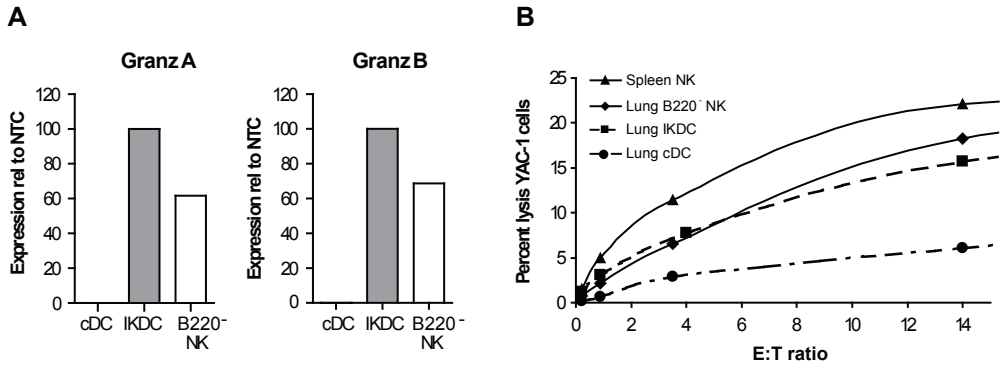 A
Granz A
Expression rel to NTC
120
100
80
60
40
20
0
cDC
IKDC
B220⁻
NK
Granz B
Expression rel to NTC
120
100
80
60
40
20
0
cDC
IKDC
B220⁻
NK
B
Percent lysis YAC-1 cells
25
20
15
10
5
0
Spleen NK
Lung B220⁻ NK
Lung IKDC
Lung cDC
0
2
4
6
8
10
12
14
E:T ratio